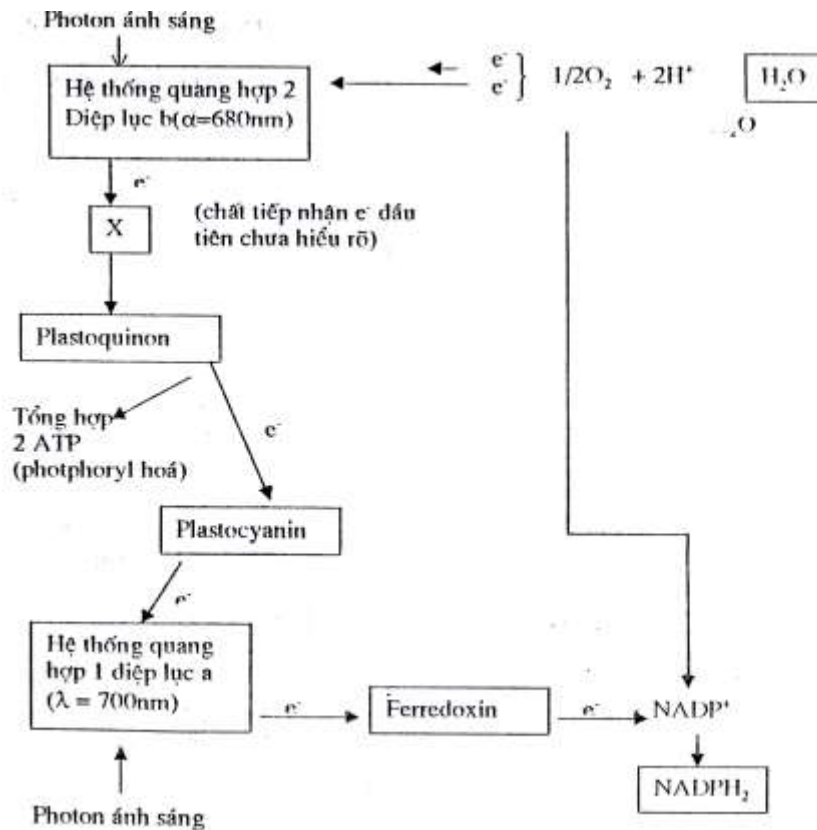 Photon ánh sáng
Hệ thống quang hợp 2
Diệp lục b(α=680nm)
e⁻
e⁻ } 1/2O₂ + 2H⁺
H₂O
₂O
e⁻
X
(chất tiếp nhận e⁻ đầu
tiên chưa hiểu rõ)
Plastoquinon
Tổng hợp
2 ATP
(photphoryl hoá)
e⁻
Plastocyanin
e⁻
Hệ thống quang
hợp 1 diệp lục a
(λ = 700nm)
e⁻
Ferredoxin
e⁻
NADP⁺
NADPH₂
Photon ánh sáng